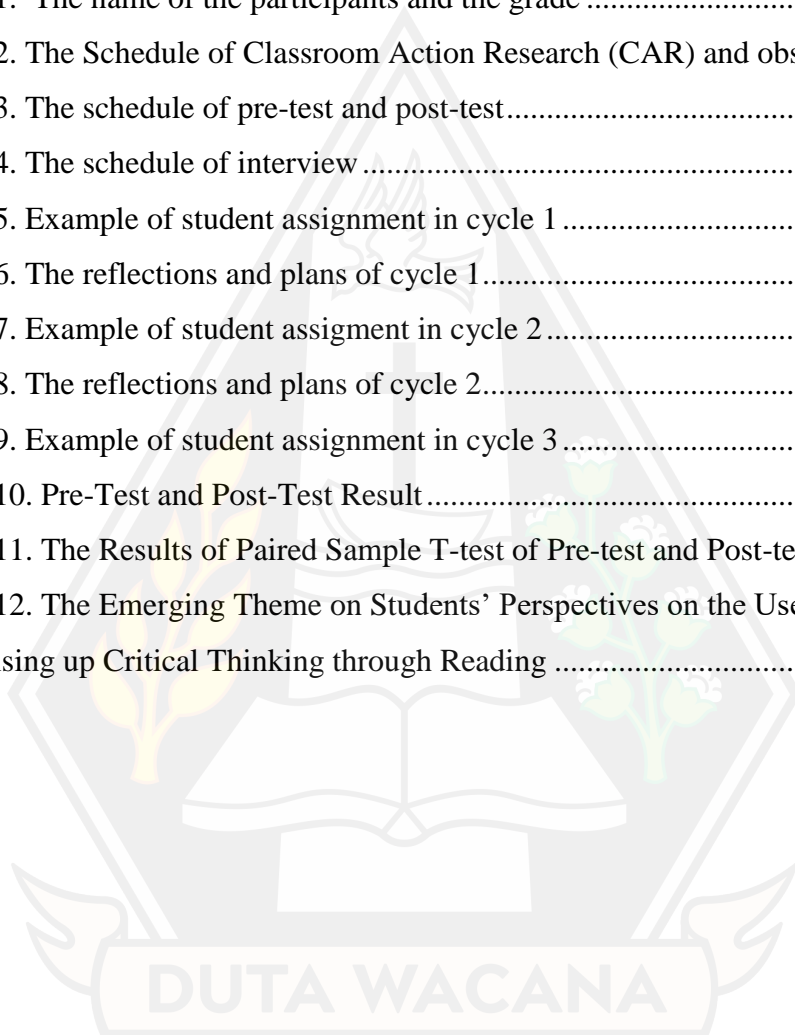 1. The name of the participants and the grade ..........................
2. The Schedule of Classroom Action Research (CAR) and
3. The schedule of pre-test and post-test....................................
4. The schedule of interview ......................................................
5. Example of student assignment in cycle 1 .............................
6. The reflections and plans of cycle 1.......................................
7. Example of student assigment in cycle 2 ...............................
8. The reflections and plans of cycle 2.......................................
9. Example of student assignment in cycle 3 .............................
10. Pre-Test and Post-Test Result ..............................................
11. The Results of Paired Sample T-test of Pre-test and
12. The Emerging Theme on Students’ Perspectives on the
up Critical Thinking through Reading ..............................
DUTA WACANA